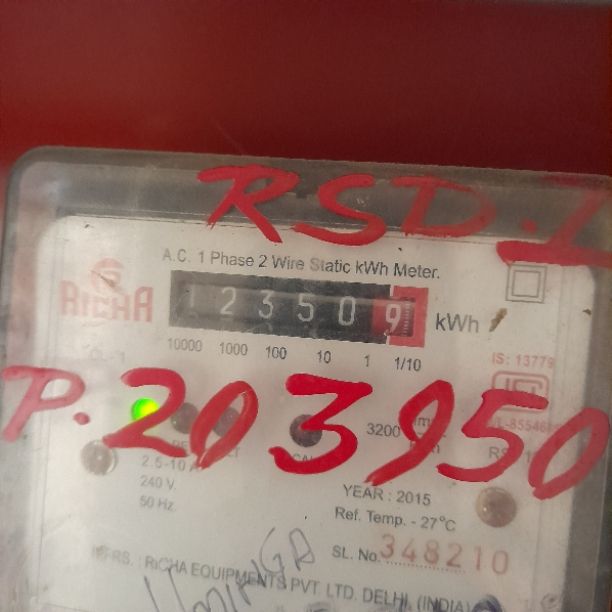 RSD-I
A.C. 1 Phase 2 Wire Static kWh Meter.
RiCHA
1 2 3 5 0 9 kWh
10000 1000 100 10 1 1/10
IS: 13779
P. 203950
3200
2.5-10 A
240 V.
50 Hz.
YEAR : 2015
Ref. Temp. - 27°C
SL. No. 348210
RS. : RiCHA EQUIPMENTS PVT. LTD. DELHI, (INDIA)